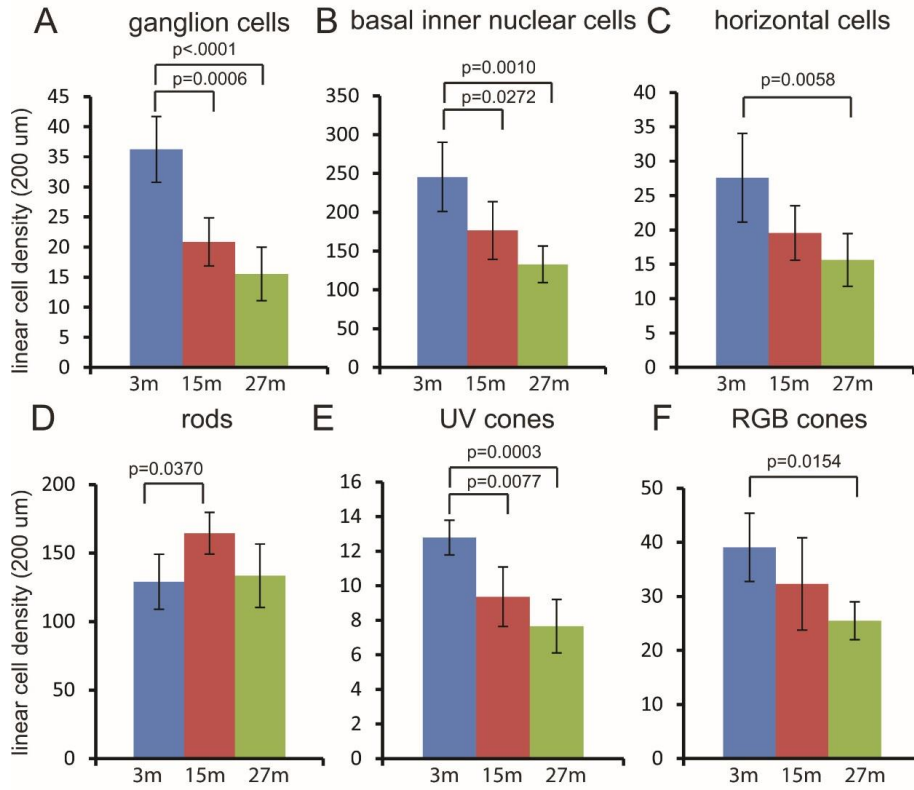 A ganglion cells
p<.0001
p=0.0006
linear cell density (200 um)
45
40
35
30
25
20
15
10
5
0
3m 15m 27m
B basal inner nuclear cells
p=0.0010
p=0.0272
350
300
250
200
150
100
50
0
3m 15m 27m
C horizontal cells
p=0.0058
40
35
30
25
20
15
10
5
0
3m 15m 27m
D rods
p=0.0370
linear cell density (200 um)
200
150
100
50
0
3m 15m 27m
E UV cones
p=0.0003
p=0.0077
16
14
12
10
8
6
4
2
0
3m 15m 27m
F RGB cones
p=0.0154
50
40
30
20
10
0
3m 15m 27m